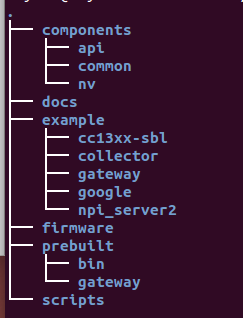 .
components
api
common
nv
docs
example
cc13xx-sbl
collector
gateway
google
npi_server2
firmware
prebuilt
bin
gateway
scripts